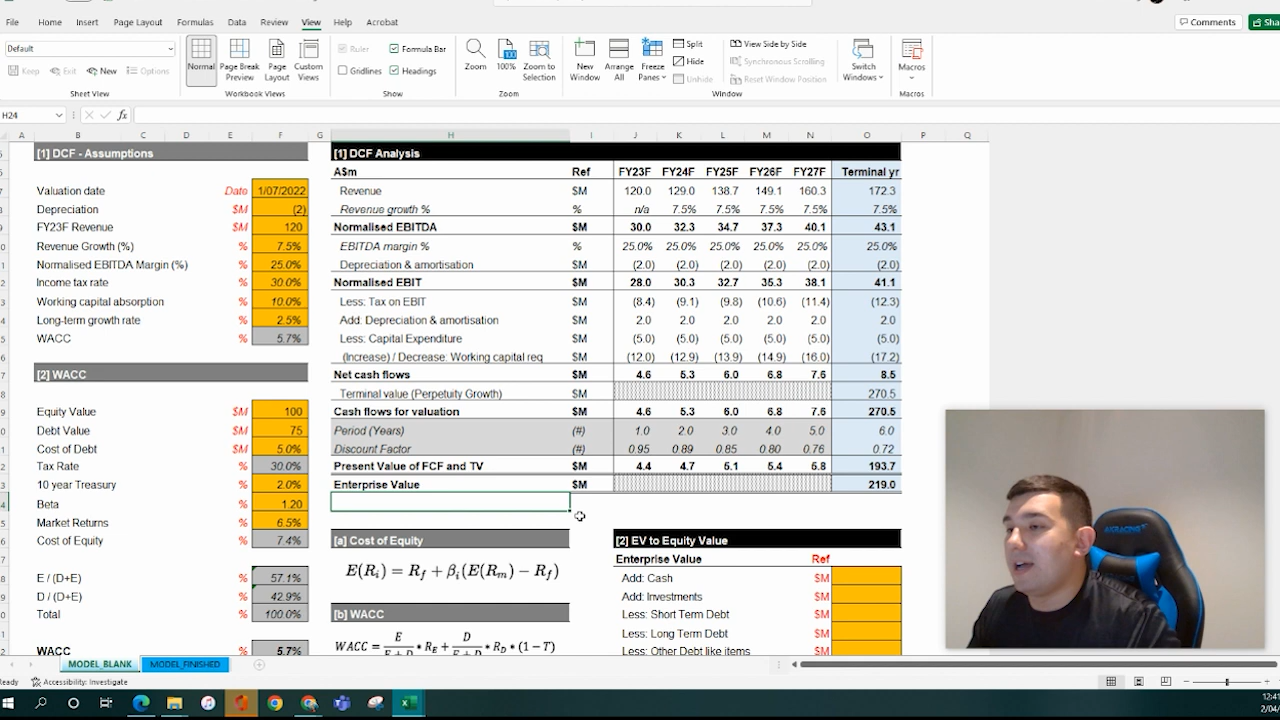 File Home Insert Page Layout Formulas Data Review View Help Acrobat Comments Sha
Default Ruler Formula Bar Split View Side by Side
Keep Exit New Options Normal Page Break Preview Page Layout Custom Views Gridlines Headings Zoom 100% Zoom to Selection New Window Arrange All Freeze Panes Hide Unhide Synchronous Scrolling Reset Window Position Switch Windows Macros
Sheet View Workbook Views Show Zoom Window Macros
H24 fx
A B C D E F G H I J K L M N O P Q
[1] DCF - Assumptions [1] DCF Analysis
A$m Ref FY23F FY24F FY25F FY26F FY27F Terminal yr
Valuation date Date 1/07/2022 Revenue $M 120.0 129.0 138.7 149.1 160.3 172.3
Depreciation $M (2) Revenue growth % % n/a 7.5% 7.5% 7.5% 7.5% 7.5%
FY23F Revenue $M 120 Normalised EBITDA $M 30.0 32.3 34.7 37.3 40.1 43.1
Revenue Growth (%) % 7.5% EBITDA margin % % 25.0% 25.0% 25.0% 25.0% 25.0% 25.0%
Normalised EBITDA Margin (%) % 25.0% Depreciation & amortisation $M (2.0) (2.0) (2.0) (2.0) (2.0) (2.0)
Income tax rate % 30.0% Normalised EBIT $M 28.0 30.3 32.7 35.3 38.1 41.1
Working capital absorption % 10.0% Less: Tax on EBIT $M (8.4) (9.1) (9.8) (10.6) (11.4) (12.3)
Long-term growth rate % 2.5% Add: Depreciation & amortisation $M 2.0 2.0 2.0 2.0 2.0 2.0
WACC % 5.7% Less: Capital Expenditure $M (5.0) (5.0) (5.0) (5.0) (5.0) (5.0)
(Increase) / Decrease: Working capital req $M (12.0) (12.9) (13.9) (14.9) (16.0) (17.2)
[2] WACC Net cash flows $M 4.6 5.3 6.0 6.8 7.6 8.5
Terminal value (Perpetuity Growth) $M 270.5
Equity Value $M 100 Cash flows for valuation $M 4.6 5.3 6.0 6.8 7.6 270.5
Debt Value $M 75 Period (Years) (#) 1.0 2.0 3.0 4.0 5.0 6.0
Cost of Debt $M 5.0% Discount Factor (#) 0.95 0.89 0.85 0.80 0.76 0.72
Tax Rate % 30.0% Present Value of FCF and TV $M 4.4 4.7 5.1 5.4 5.8 193.7
10 year Treasury % 2.0% Enterprise Value $M 219.0
Beta % 1.20
Market Returns % 6.5%
Cost of Equity % 7.4% [a] Cost of Equity [2] EV to Equity Value
Enterprise Value Ref
E / (D+E) % 57.1% E(Ri) = Rf + βi(E(Rm) − Rf) Add: Cash $M
D / (D+E) % 42.9% Add: Investments $M
Total % 100.0% [b] WACC Less: Short Term Debt $M
Less: Long Term Debt $M
WACC % 5.7% WACC = E/(E+D) * RE + D/(E+D) * RD * (1−T) Less: Other Debt like items $M
MODEL_BLANK MODEL_FINISHED
Ready Accessibility: Investigate
12:41
2/04/
AKRACING